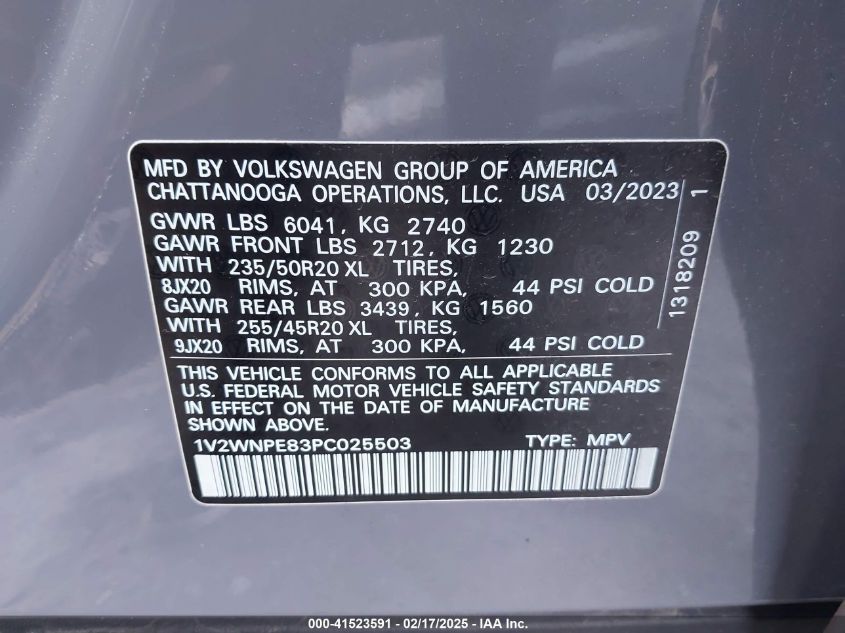 MFD BY VOLKSWAGEN GROUP OF AMERICA
CHATTANOOGA OPERATIONS, LLC. USA 03/2023
GVWR LBS 6041, KG 2740
GAWR FRONT LBS 2712, KG 1230
WITH 235/50R20 XL TIRES,
8JX20 RIMS, AT 300 KPA, 44 PSI COLD
GAWR REAR LBS 3439, KG 1560
WITH 255/45R20 XL TIRES,
9JX20 RIMS, AT 300 KPA, 44 PSI COLD
1318209 1
THIS VEHICLE CONFORMS TO ALL APPLICABLE
U.S. FEDERAL MOTOR VEHICLE SAFETY STANDARDS
IN EFFECT ON THE DATE OF MANUFACTURE
SHOWN ABOVE.
1V2WNPE83PC025503 TYPE: MPV
000-41523591 - 02/17/2025 - IAA Inc.